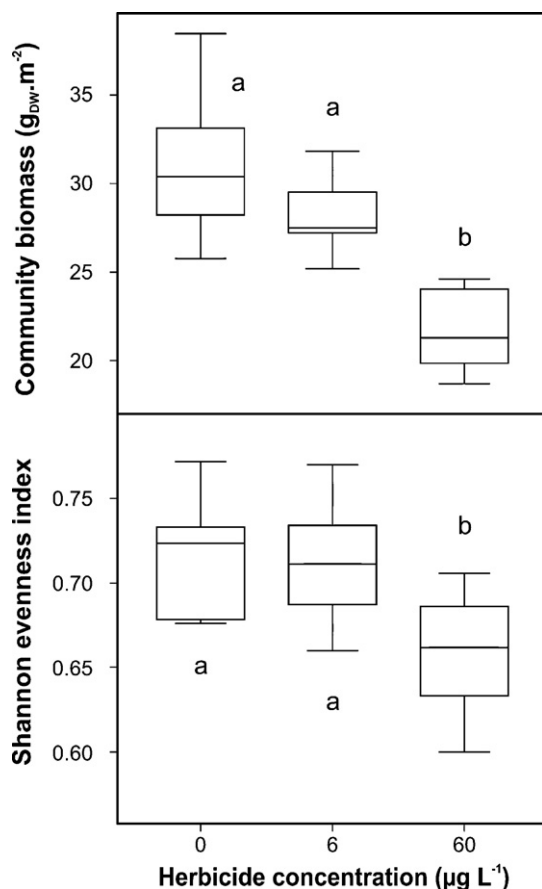 Community biomass (gDW.m-2)
35
30
25
20
a
a
b
Shannon evenness index
0.75
0.70
0.65
0.60
a
a
b
0
6
60
Herbicide concentration (µg L-1)